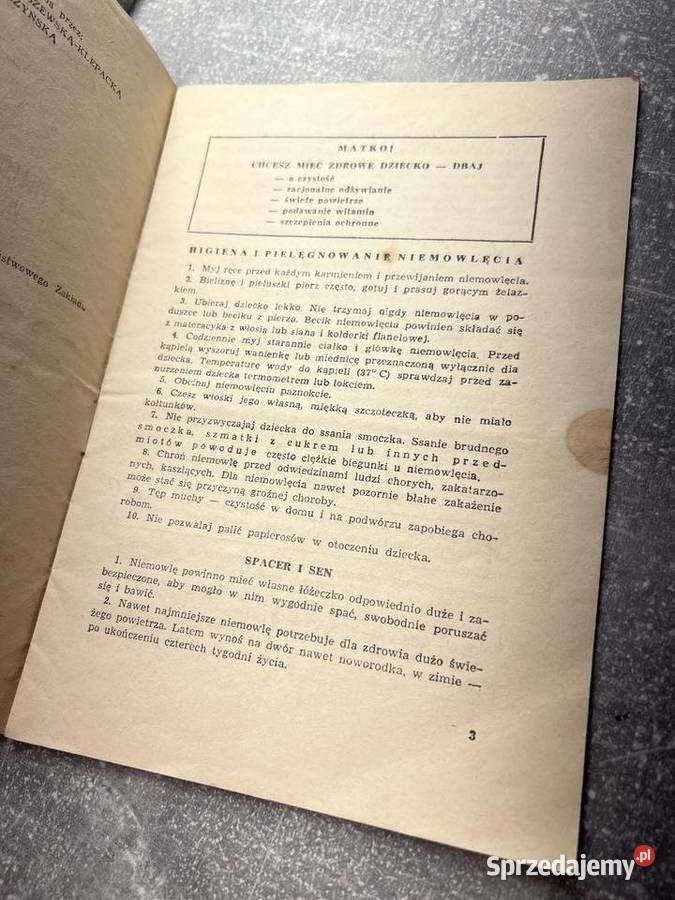 przez:
SZEWSKA-KLEPACKA
ZYŃSKA
stwowego Zakładu
MATKO!
CHCESZ MIEĆ ZDROWE DZIECKO — DBAJ
— o czystość
— racjonalne odżywianie
— świeże powietrze
— podawanie witamin
— szczepienia ochronne
HIGIENA I PIELĘGNOWANIE NIEMOWLĘCIA
1. Myj ręce przed każdym karmieniem i przewijaniem niemowlęcia.
2. Bieliznę i pieluszki pierz często, gotuj i prasuj gorącym żelaz-
kiem.
3. Ubieraj dziecko lekko. Nie trzymaj nigdy niemowlęcia w po-
duszce lub beciku z pierza. Becik niemowlęcia powinien składać się
z materacyka z włosia lub siana i kołderki flanelowej.
4. Codziennie myj starannie ciałko i główkę niemowlęcia. Przed
kąpielą wyszoruj wanienkę lub miednicę przeznaczoną wyłącznie dla
dziecka. Temperaturę wody do kąpieli (37°C) sprawdzaj przed za-
nurzeniem dziecka termometrem lub łokciem.
5. Obcinaj niemowlęciu paznokcie.
6. Czesz włoski jego własną, miękką szczoteczką, aby nie miało
kołtunków.
7. Nie przyzwyczajaj dziecka do ssania smoczka. Ssanie brudnego
smoczka, szmatki z cukrem lub innych przed-
miotów powoduje często ciężkie biegunki u niemowlęcia.
8. Chroń niemowlę przed odwiedzinami ludzi chorych, zakatarzo-
nych, kaszlących. Dla niemowlęcia nawet pozornie błahe zakażenie
może stać się przyczyną groźnej choroby.
9. Tęp muchy — czystość w domu i na podwórzu zapobiega cho-
robom.
10. Nie pozwalaj palić papierosów w otoczeniu dziecka.
SPACER I SEN
1. Niemowlę powinno mieć własne łóżeczko odpowiednio duże i za-
bezpieczone, aby mogło w nim wygodnie spać, swobodnie poruszać
się i bawić.
2. Nawet najmniejsze niemowlę potrzebuje dla zdrowia dużo świe-
żego powietrza. Latem wynoś na dwór nawet noworodka, w zimie —
po ukończeniu czterech tygodni życia.
3
Sprzedajemy.pl